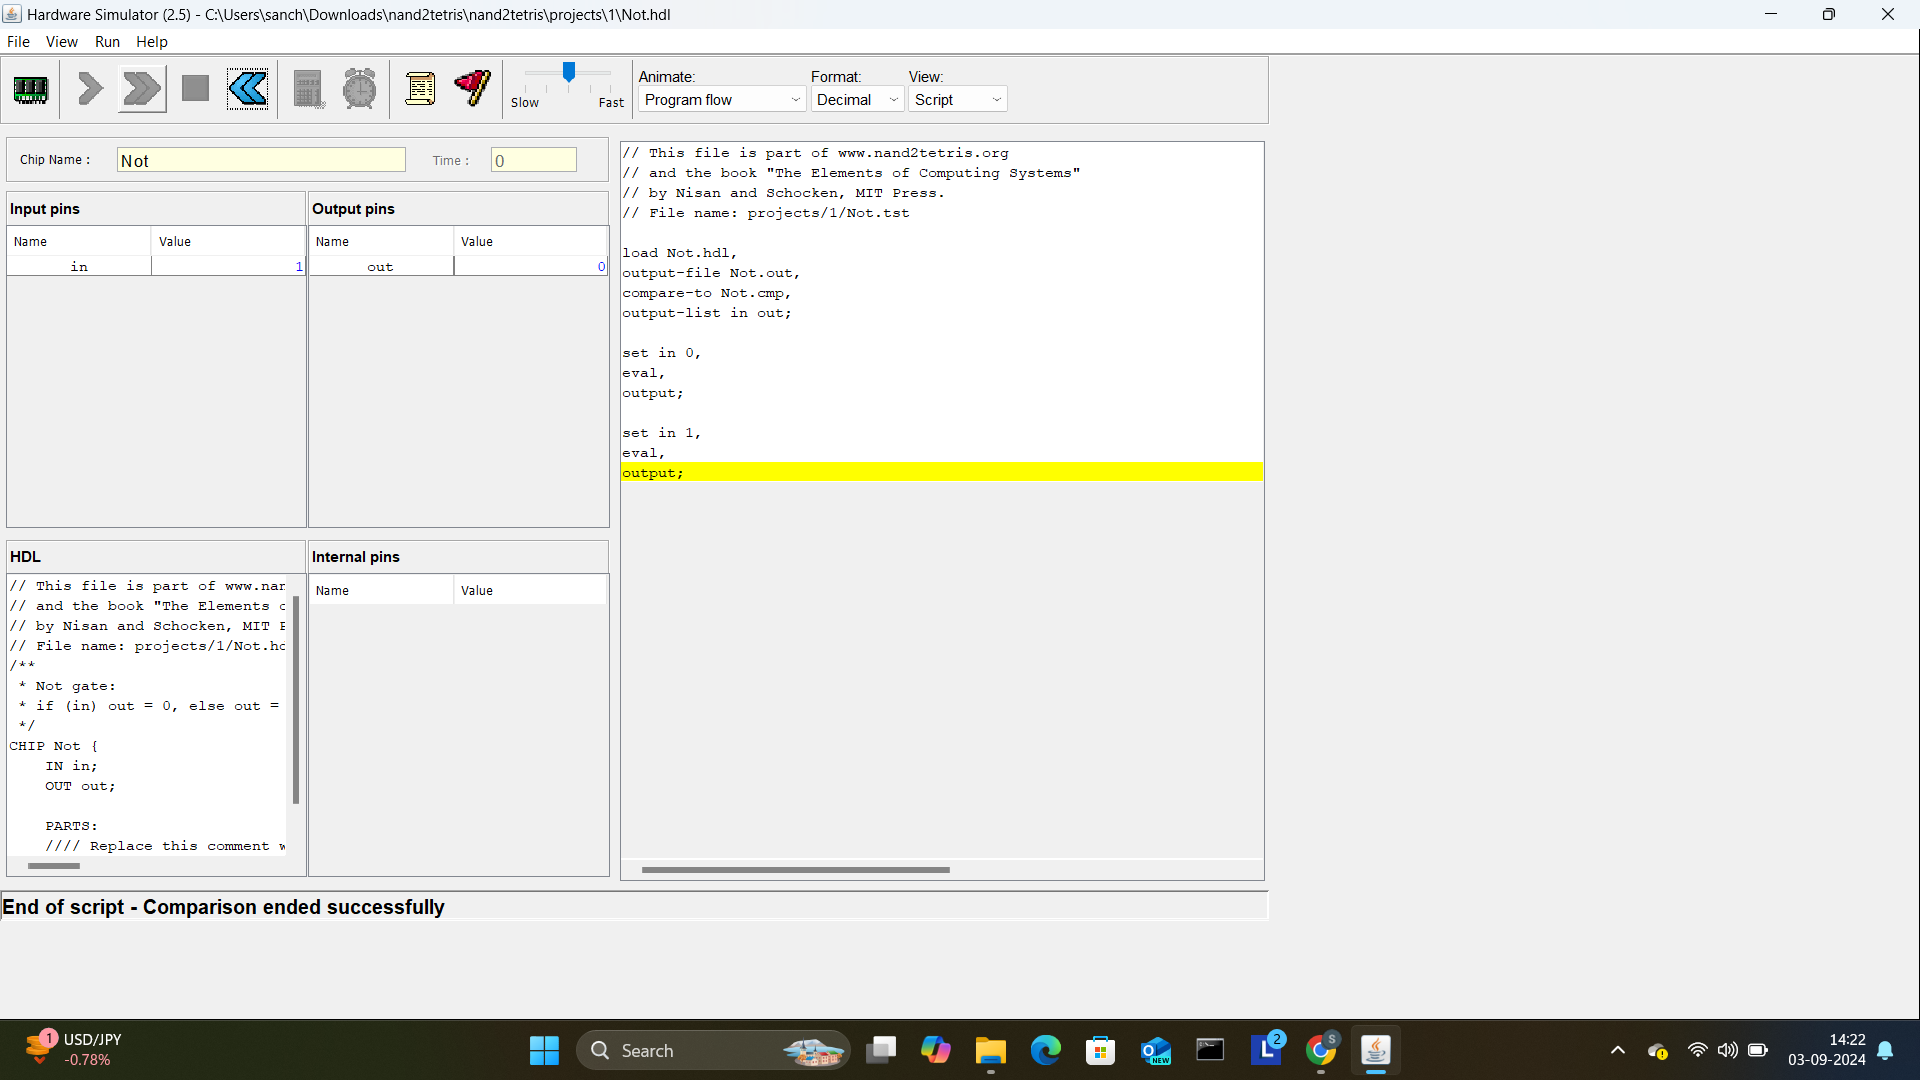 Hardware Simulator (2.5) - C:\Users\sanch\Downloads\nand2tetris\nand2tetris\projects\1\Not.hdl
File View Run Help
Slow Fast
Animate: Format: View:
Program flow Decimal Script
Chip Name : Not Time : 0
Input pins Output pins
Name Value Name Value
in 1 out 0
// This file is part of www.nand2tetris.org
// and the book "The Elements of Computing Systems"
// by Nisan and Schocken, MIT Press.
// File name: projects/1/Not.tst
load Not.hdl,
output-file Not.out,
compare-to Not.cmp,
output-list in out;
set in 0,
eval,
output;
set in 1,
eval,
output;
HDL
// This file is part of www.nan
// and the book "The Elements o
// by Nisan and Schocken, MIT P
// File name: projects/1/Not.hd
/**
* Not gate:
* if (in) out = 0, else out =
*/
CHIP Not {
IN in;
OUT out;
PARTS:
//// Replace this comment w
Internal pins
Name Value
End of script - Comparison ended successfully
1
USD/JPY
-0.78%
Search
NEW
L 2
S
14:22
03-09-2024